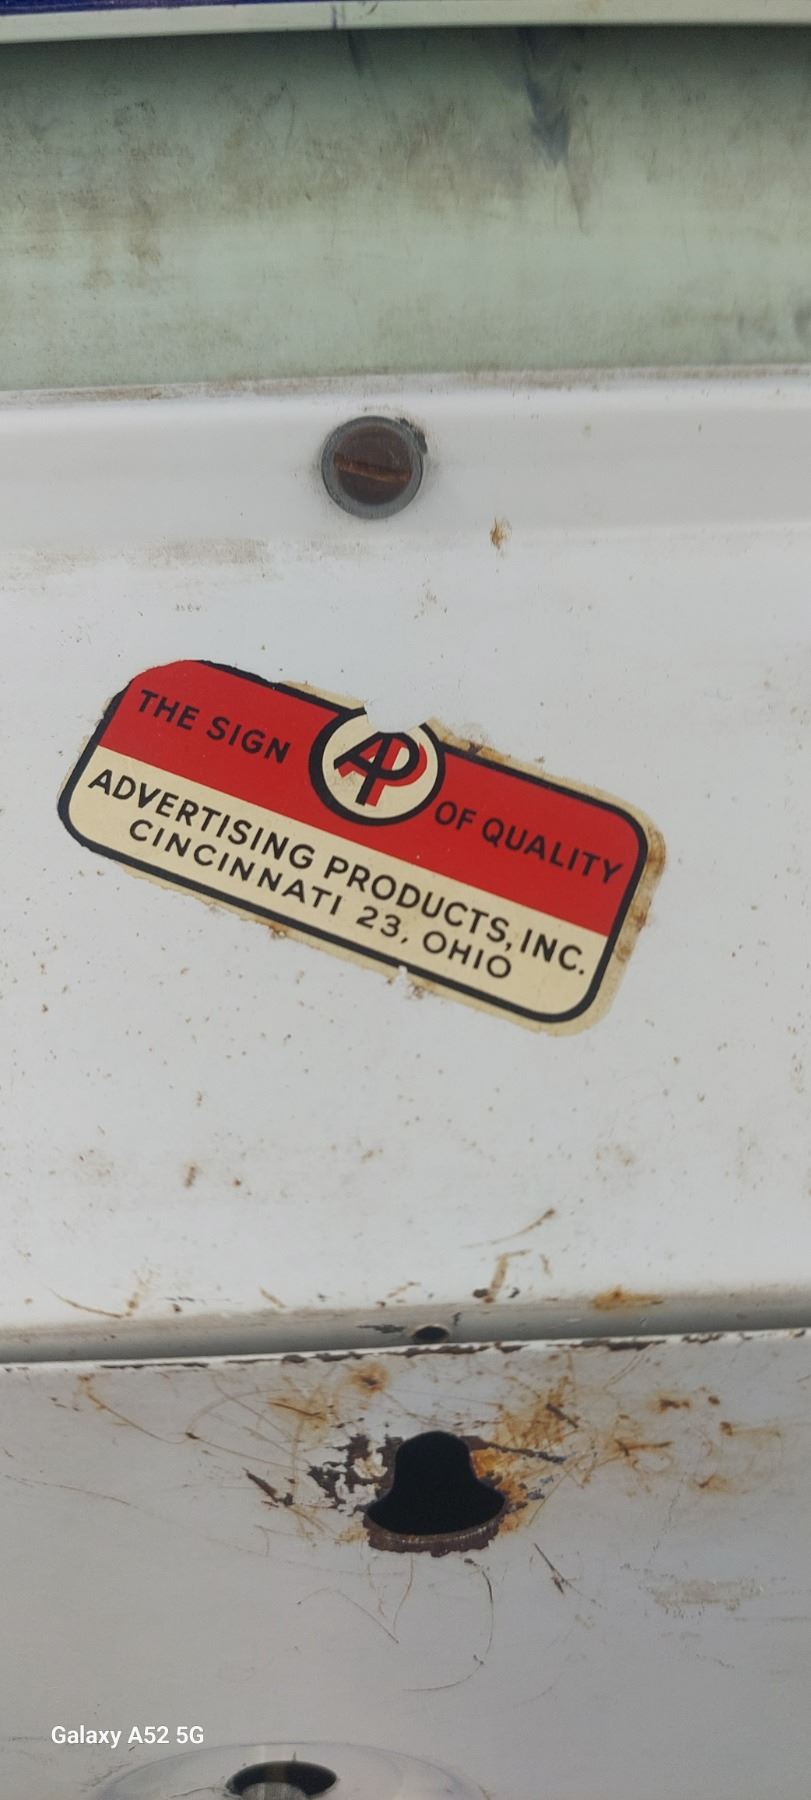 THE SIGN AP OF QUALITY
ADVERTISING PRODUCTS, INC.
CINCINNATI 23, OHIO
Galaxy A52 5G